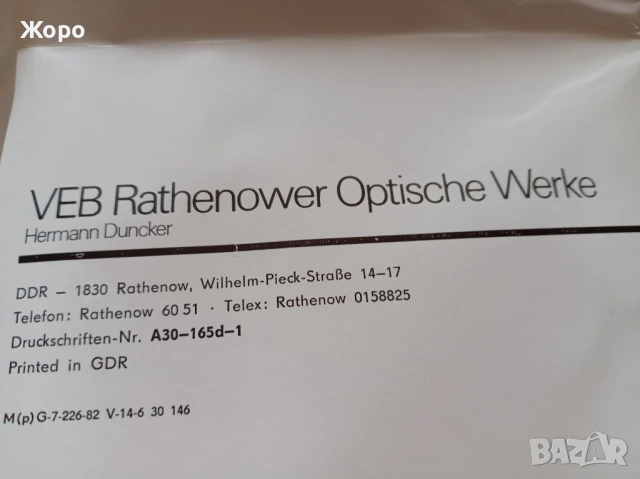 Жоро
VEB Rathenower Optische Werke
Hermann Duncker
DDR – 1830 Rathenow, Wilhelm-Pieck-Straße 14–17
Telefon: Rathenow 60 51 · Telex: Rathenow 0158825
Druckschriften-Nr. A30–165d–1
Printed in GDR
M(p) G-7-226-82 V-14-6 30 146
BAZAR